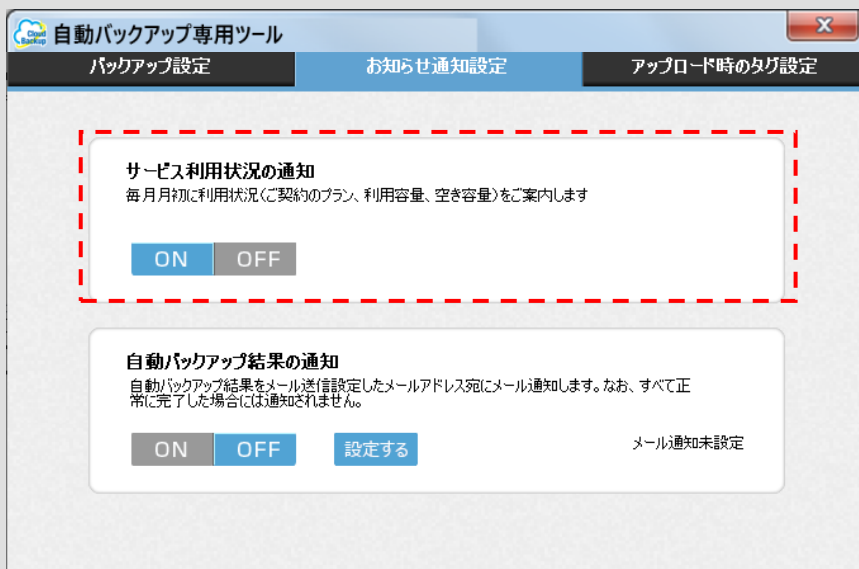 Cloud
Backup
自動バックアップ専用ツール
バックアップ設定
お知らせ通知設定
アップロード時のタグ設定
サービス利用状況の通知
毎月月初に利用状況(ご契約のプラン、利用容量、空き容量)をご案内します
ON OFF
自動バックアップ結果の通知
自動バックアップ結果をメール送信設定したメールアドレス宛にメール通知します。なお、すべて正
常に完了した場合には通知されません。
ON OFF 設定する メール通知未設定